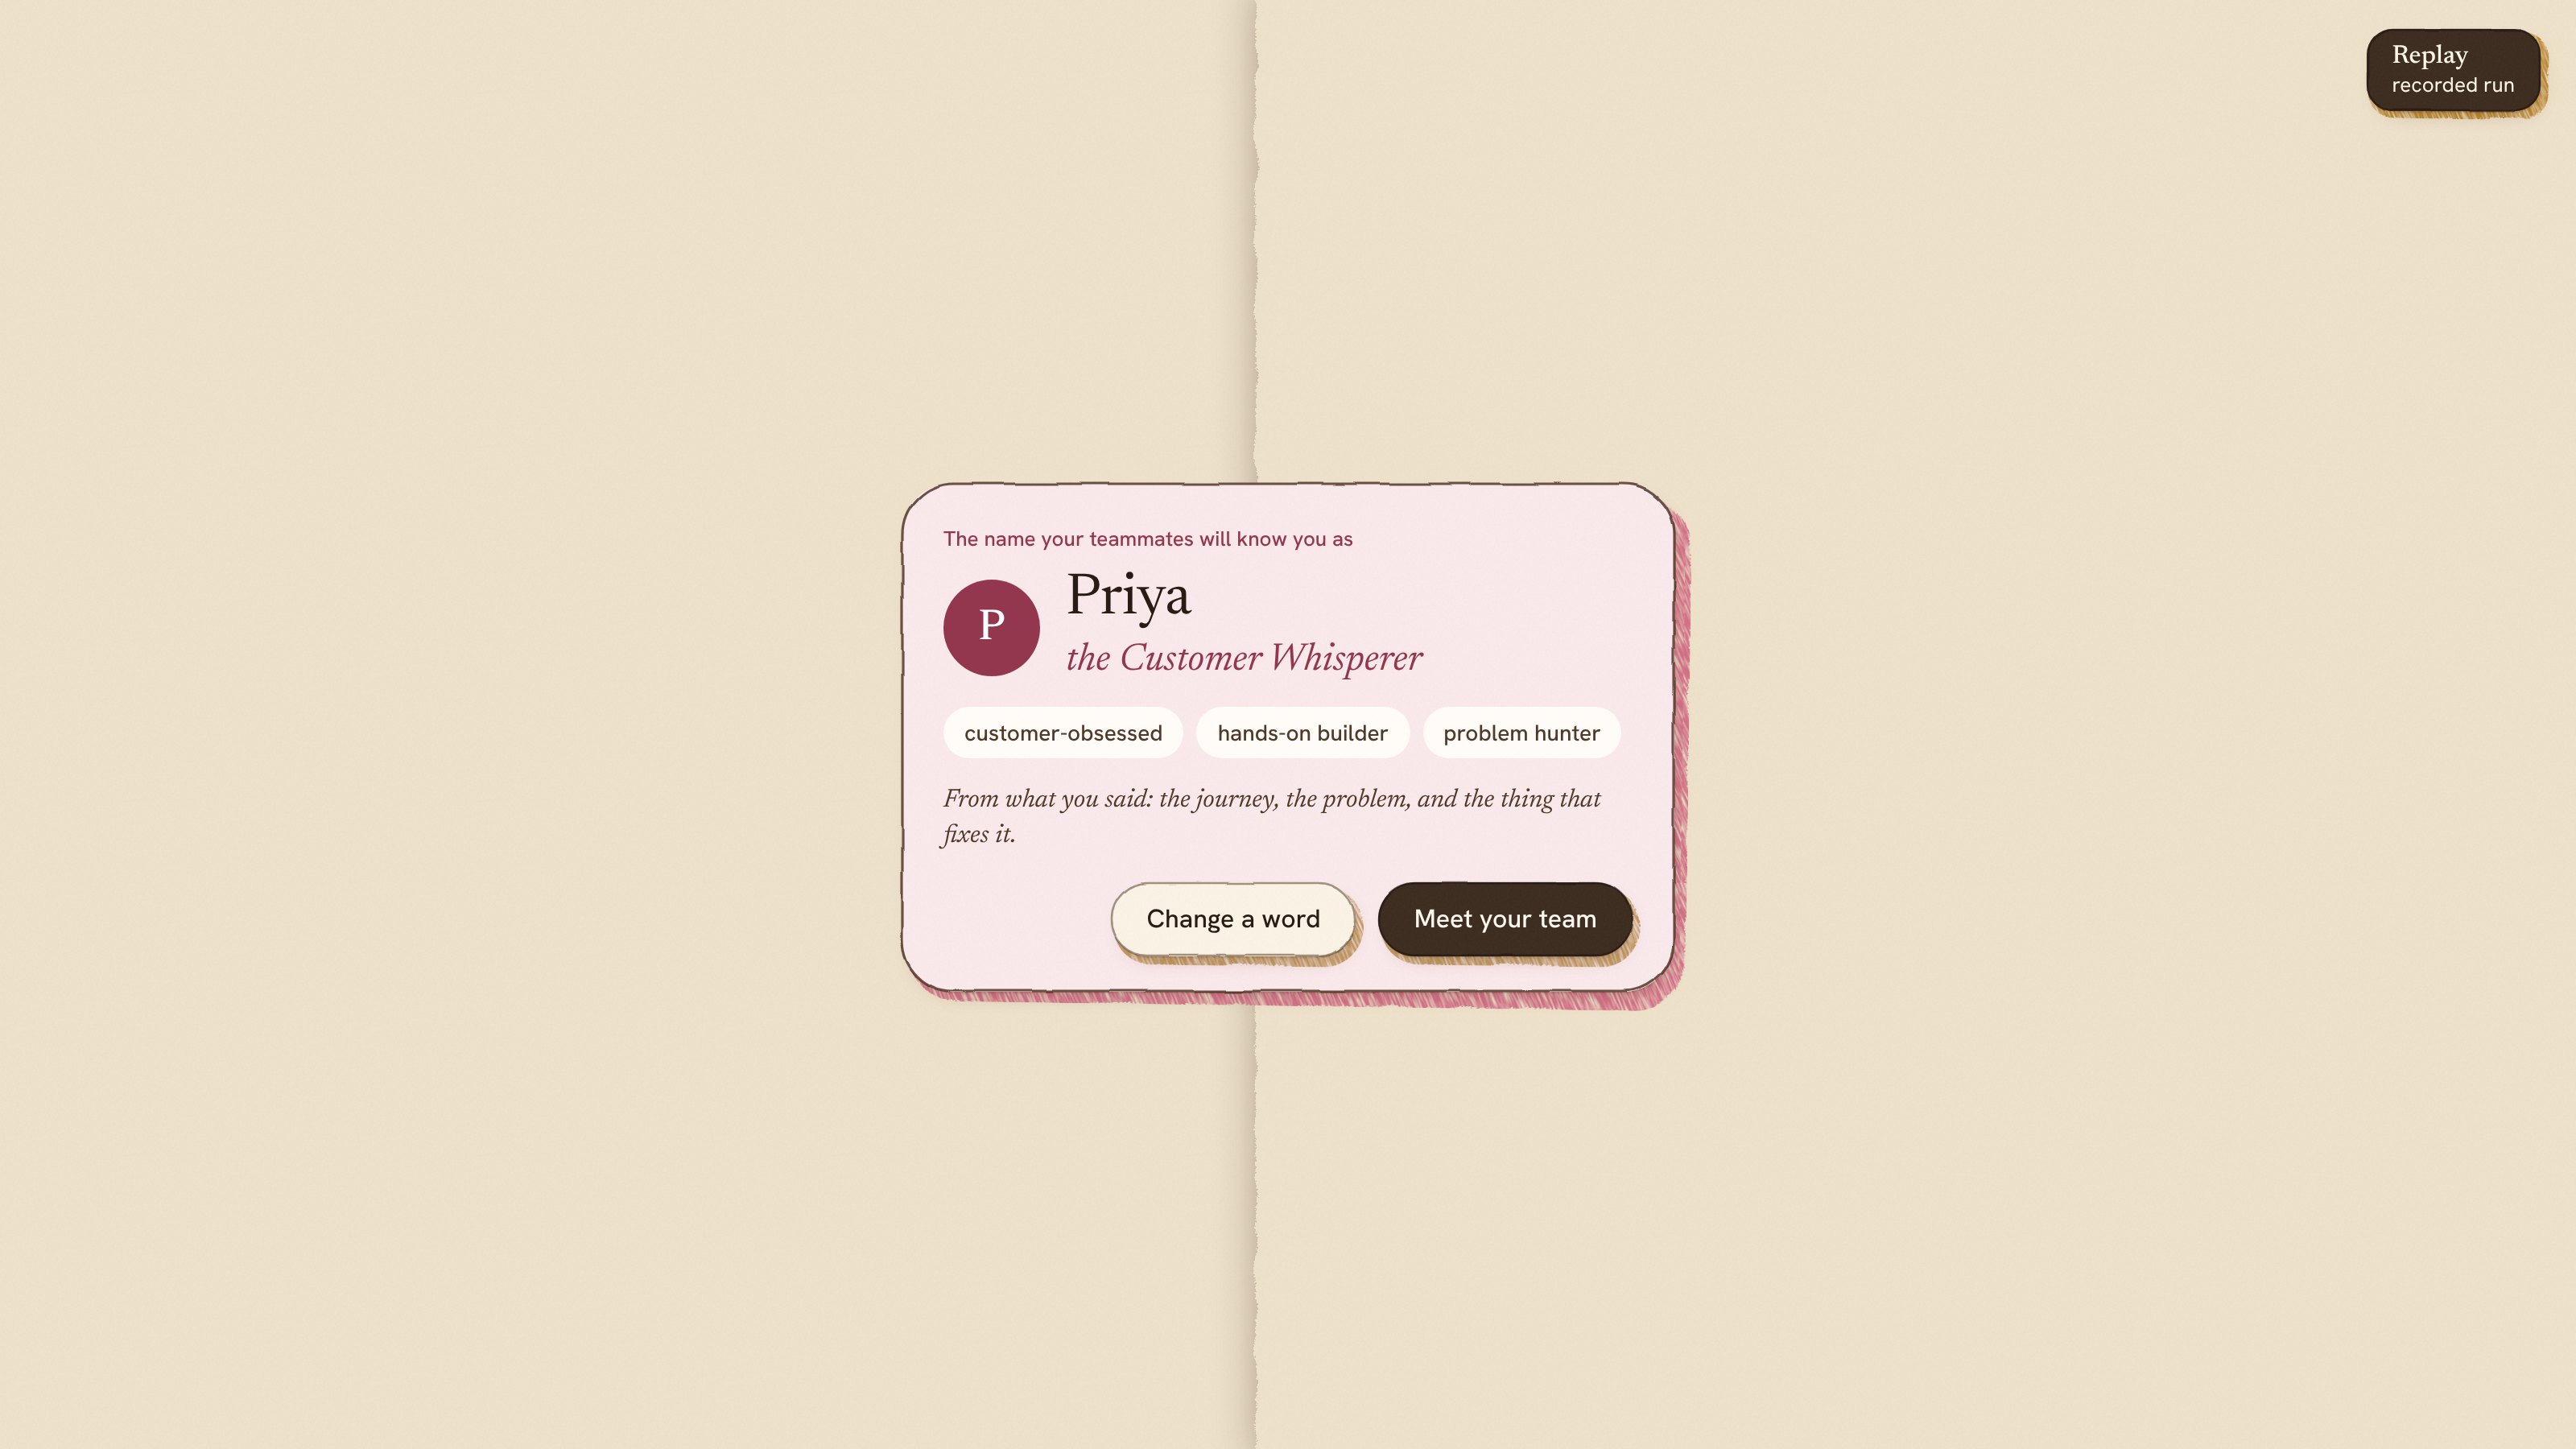 Replay
recorded run
The name your teammates will know you as
P
Priya
the Customer Whisperer
customer-obsessed
hands-on builder
problem hunter
From what you said: the journey, the problem, and the thing that
fixes it.
Change a word
Meet your team